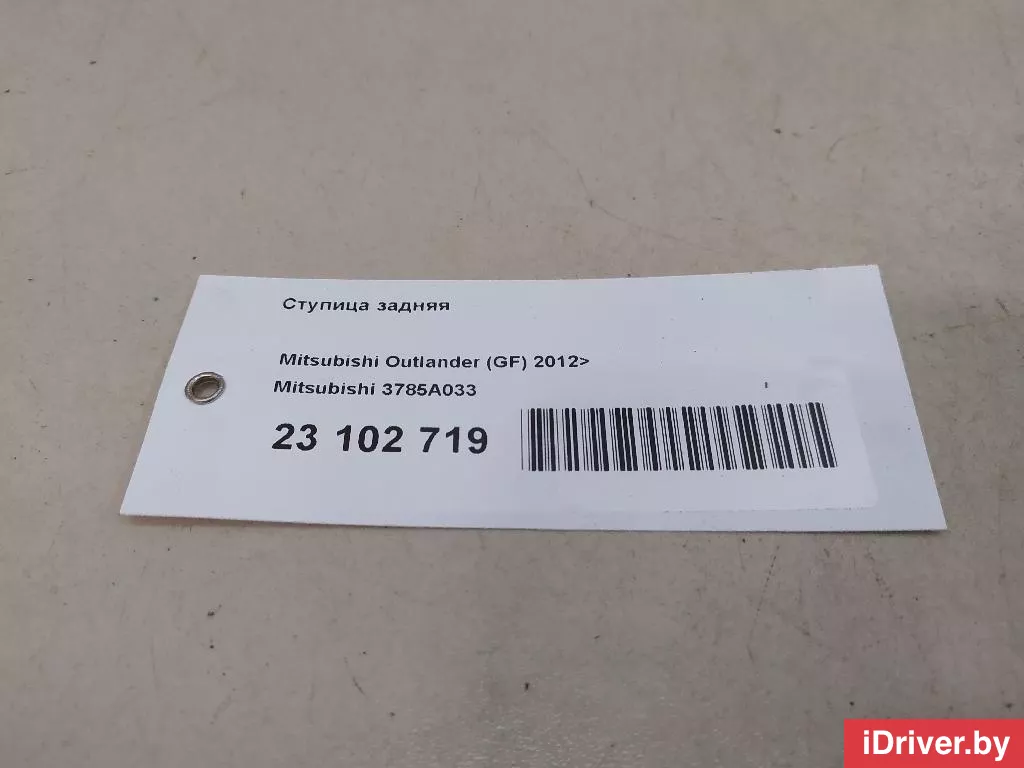 Ступица задняя
Mitsubishi Outlander (GF) 2012>
Mitsubishi 3785A033
23 102 719
iDriver.by